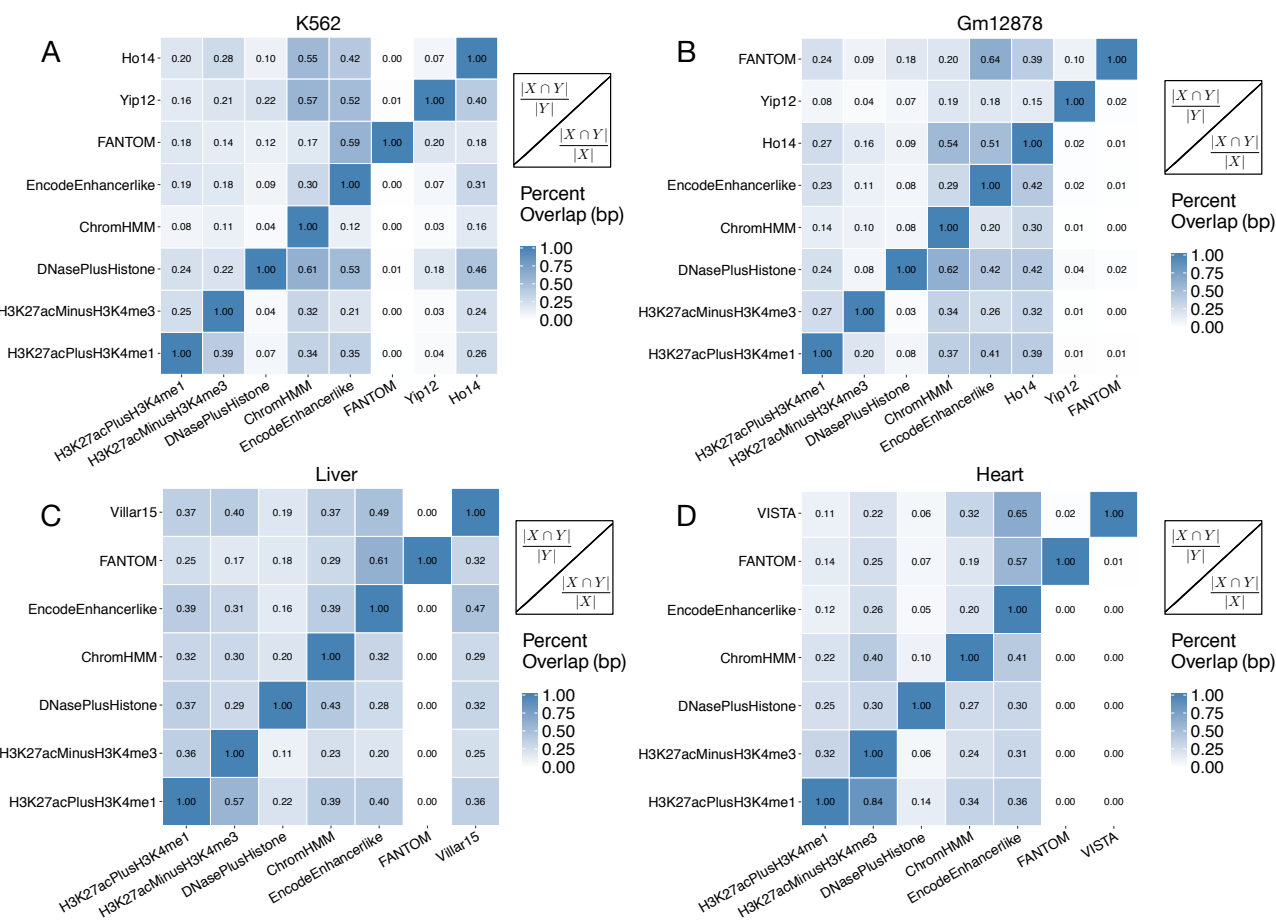 K562
A
Ho14 0.20 0.28 0.10 0.55 0.42 0.00 0.07 1.00
Yip12 0.16 0.21 0.22 0.57 0.52 0.01 1.00 0.40
FANTOM 0.18 0.14 0.12 0.17 0.59 1.00 0.20 0.18
EncodeEnhancerlike 0.19 0.18 0.09 0.30 1.00 0.00 0.07 0.31
ChromHMM 0.08 0.11 0.04 1.00 0.12 0.00 0.03 0.16
DNasePlusHistone 0.24 0.22 1.00 0.61 0.53 0.01 0.18 0.46
H3K27acMinusH3K4me3 0.25 1.00 0.04 0.32 0.21 0.00 0.03 0.24
H3K27acPlusH3K4me1 1.00 0.39 0.07 0.34 0.35 0.00 0.04 0.26
H3K27acPlusH3K4me1 H3K27acMinusH3K4me3 DNasePlusHistone ChromHMM EncodeEnhancerlike FANTOM Yip12 Ho14
|X ∩ Y|
|Y|
|X ∩ Y|
|X|
Percent
Overlap (bp)
1.00
0.75
0.50
0.25
0.00
Gm12878
B
FANTOM 0.24 0.09 0.18 0.20 0.64 0.39 0.10 1.00
Yip12 0.08 0.04 0.07 0.19 0.18 0.15 1.00 0.02
Ho14 0.27 0.16 0.09 0.54 0.51 1.00 0.02 0.01
EncodeEnhancerlike 0.23 0.11 0.08 0.29 1.00 0.42 0.02 0.01
ChromHMM 0.14 0.10 0.08 1.00 0.20 0.30 0.01 0.00
DNasePlusHistone 0.24 0.08 1.00 0.62 0.42 0.42 0.04 0.02
H3K27acMinusH3K4me3 0.27 1.00 0.03 0.34 0.26 0.32 0.01 0.00
H3K27acPlusH3K4me1 1.00 0.20 0.08 0.37 0.41 0.39 0.01 0.01
H3K27acPlusH3K4me1 H3K27acMinusH3K4me3 DNasePlusHistone ChromHMM EncodeEnhancerlike Ho14 Yip12 FANTOM
|X ∩ Y|
|Y|
|X ∩ Y|
|X|
Percent
Overlap (bp)
1.00
0.75
0.50
0.25
0.00
Liver
C
Villar15 0.37 0.40 0.19 0.37 0.49 0.00 1.00
FANTOM 0.25 0.17 0.18 0.29 0.61 1.00 0.32
EncodeEnhancerlike 0.39 0.31 0.16 0.39 1.00 0.00 0.47
ChromHMM 0.32 0.30 0.20 1.00 0.32 0.00 0.29
DNasePlusHistone 0.37 0.29 1.00 0.43 0.28 0.00 0.32
H3K27acMinusH3K4me3 0.36 1.00 0.11 0.23 0.20 0.00 0.25
H3K27acPlusH3K4me1 1.00 0.57 0.22 0.39 0.40 0.00 0.36
H3K27acPlusH3K4me1 H3K27acMinusH3K4me3 DNasePlusHistone ChromHMM EncodeEnhancerlike FANTOM Villar15
|X ∩ Y|
|Y|
|X ∩ Y|
|X|
Percent
Overlap (bp)
1.00
0.75
0.50
0.25
0.00
Heart
D
VISTA 0.11 0.22 0.06 0.32 0.65 0.02 1.00
FANTOM 0.14 0.25 0.07 0.19 0.57 1.00 0.01
EncodeEnhancerlike 0.12 0.26 0.05 0.20 1.00 0.00 0.00
ChromHMM 0.22 0.40 0.10 1.00 0.41 0.00 0.00
DNasePlusHistone 0.25 0.30 1.00 0.27 0.30 0.00 0.00
H3K27acMinusH3K4me3 0.32 1.00 0.06 0.24 0.31 0.00 0.00
H3K27acPlusH3K4me1 1.00 0.84 0.14 0.34 0.36 0.00 0.00
H3K27acPlusH3K4me1 H3K27acMinusH3K4me3 DNasePlusHistone ChromHMM EncodeEnhancerlike FANTOM VISTA
|X ∩ Y|
|Y|
|X ∩ Y|
|X|
Percent
Overlap (bp)
1.00
0.75
0.50
0.25
0.00